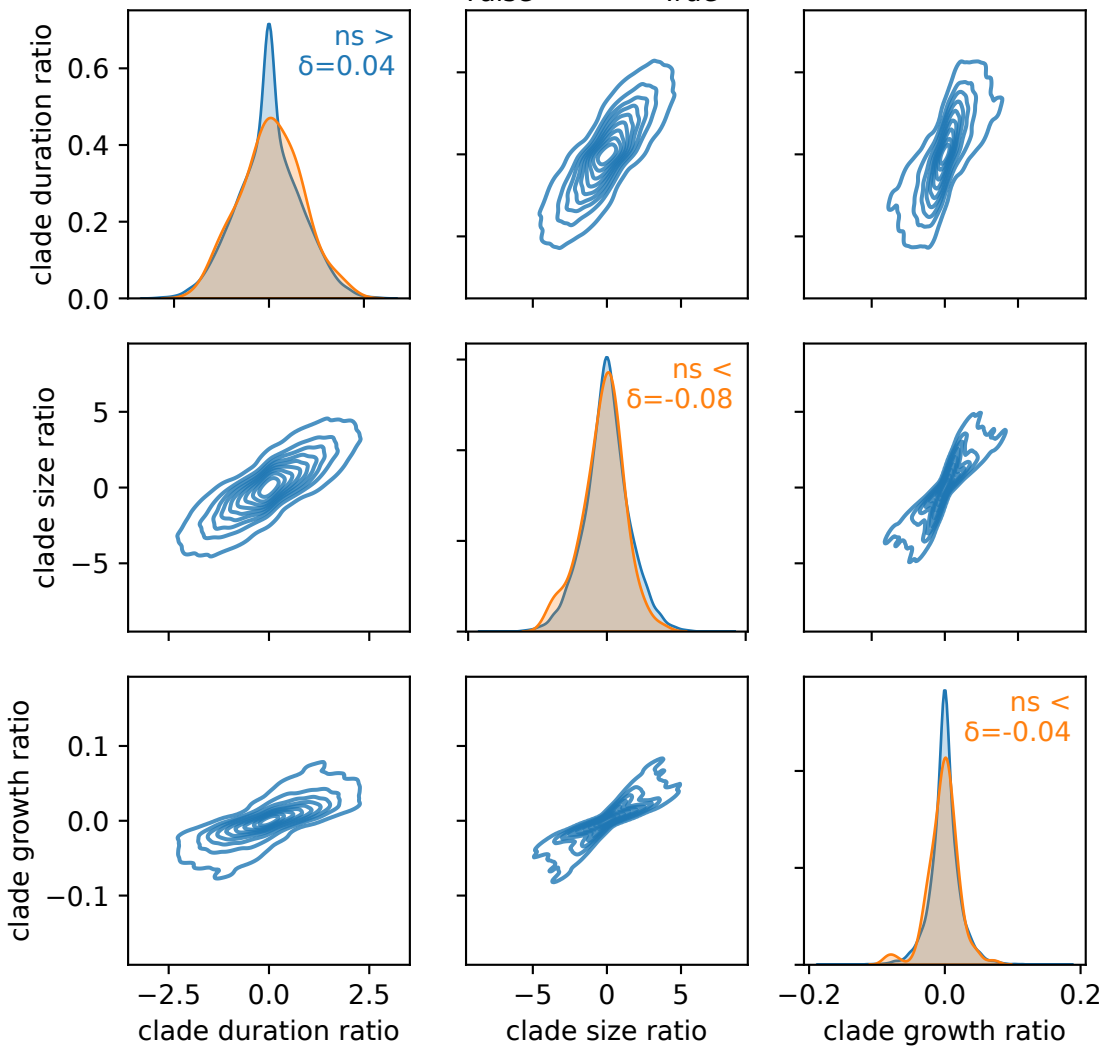 ns >
δ=0.04
clade duration ratio
0.6
0.4
0.2
0.0
ns <
δ=-0.08
clade size ratio
5
0
−5
ns <
δ=-0.04
clade growth ratio
0.1
0.0
−0.1
−2.5 0.0 2.5
−5 0 5
−0.2 0.0 0.2
clade duration ratio
clade size ratio
clade growth ratio